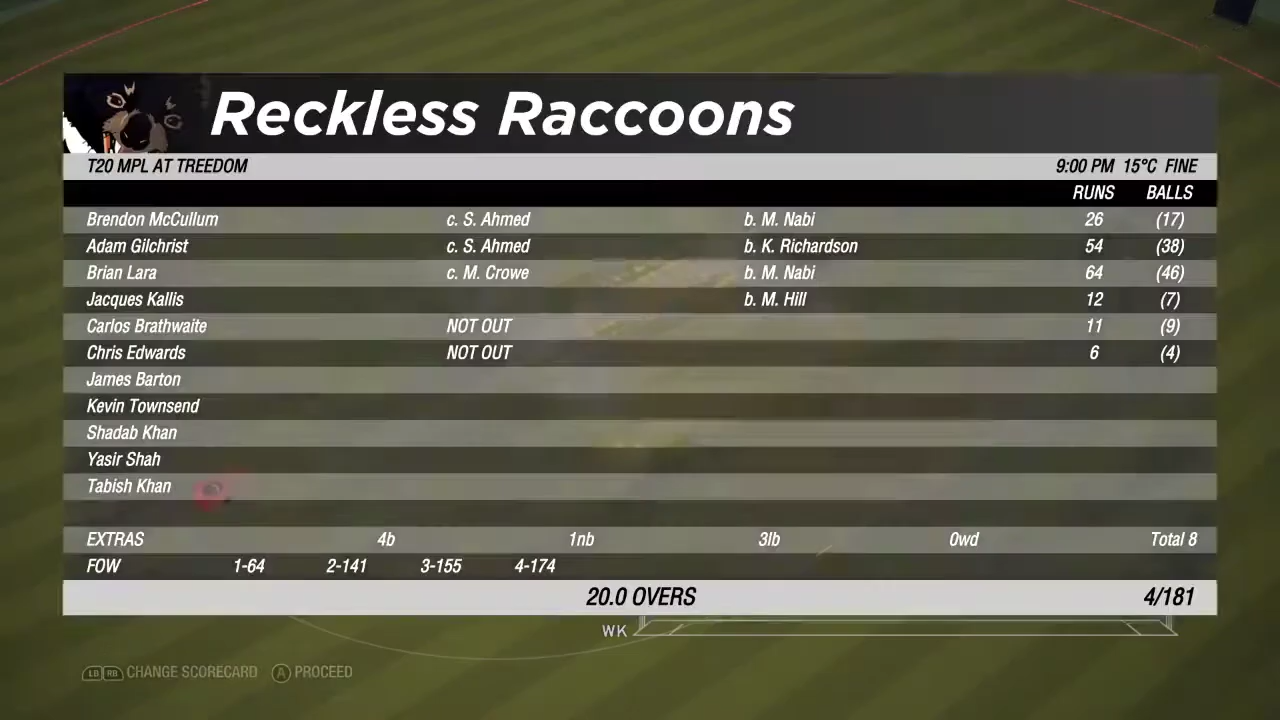 Reckless Raccoons
T20 MPL AT TREEDOM 9:00 PM 15°C FINE
RUNS BALLS
Brendon McCullum c. S. Ahmed b. M. Nabi 26 (17)
Adam Gilchrist c. S. Ahmed b. K. Richardson 54 (38)
Brian Lara c. M. Crowe b. M. Nabi 64 (46)
Jacques Kallis b. M. Hill 12 (7)
Carlos Brathwaite NOT OUT 11 (9)
Chris Edwards NOT OUT 6 (4)
James Barton
Kevin Townsend
Shadab Khan
Yasir Shah
Tabish Khan
EXTRAS 4b 1nb 3lb 0wd Total 8
FOW 1-64 2-141 3-155 4-174
20.0 OVERS 4/181
WK
LB RB CHANGE SCORECARD A PROCEED